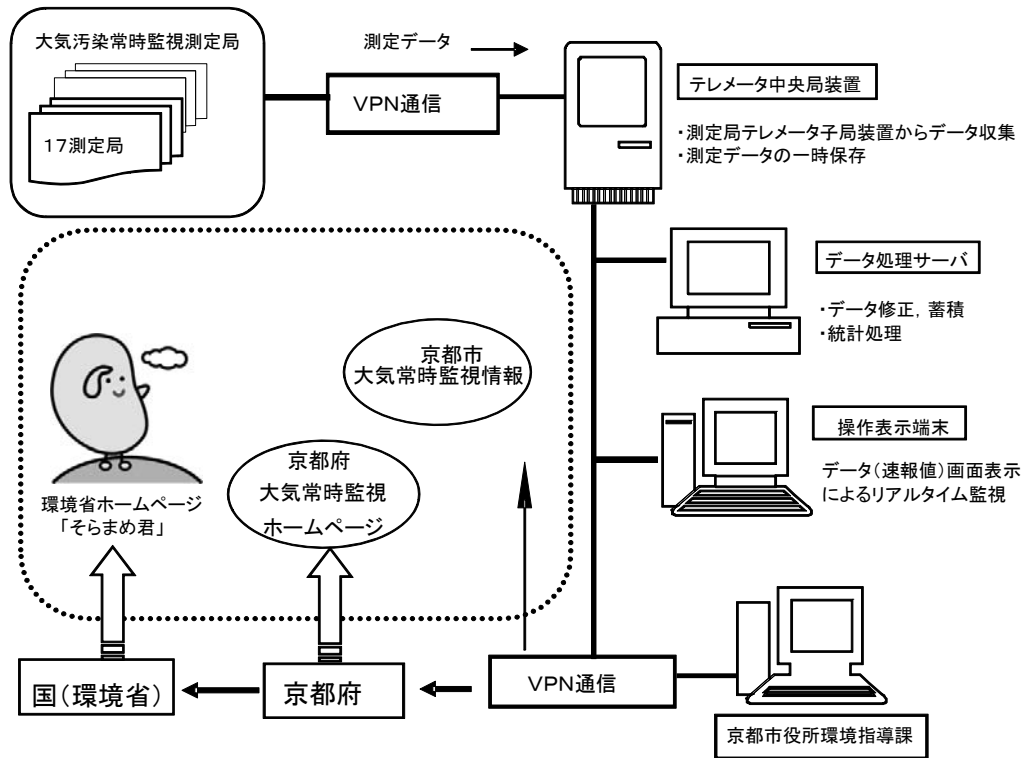 大気汚染常時監視測定局
17測定局
測定データ
VPN通信
テレメータ中央局装置
・測定局テレメータ子局装置からデータ収集
・測定データの一時保存
データ処理サーバ
・データ修正，蓄積
・統計処理
京都市
大気常時監視情報
操作表示端末
データ（速報値）画面表示
によるリアルタイム監視
京都府
大気常時監視
ホームページ
環境省ホームページ
「そらまめ君」
国（環境省）
京都府
VPN通信
京都市役所環境指導課